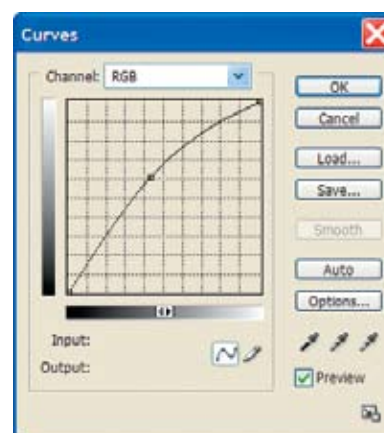 Curves
Channel: RGB
OK
Cancel
Load...
Save...
Smooth
Auto
Options...
Input:
Output:
Preview